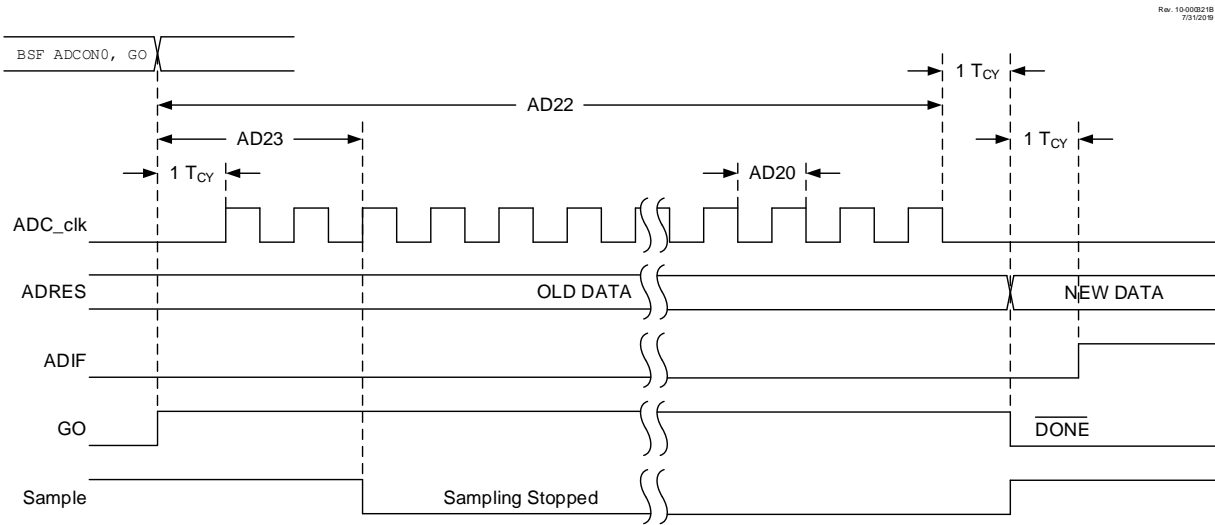 Rev. 10-000321B
7/31/2019
BSF ADCON0, GO
1 TCY
AD22
AD23
1 TCY
1 TCY
AD20
ADC_clk
ADRES
OLD DATA
NEW DATA
ADIF
GO
DONE
Sample
Sampling Stopped